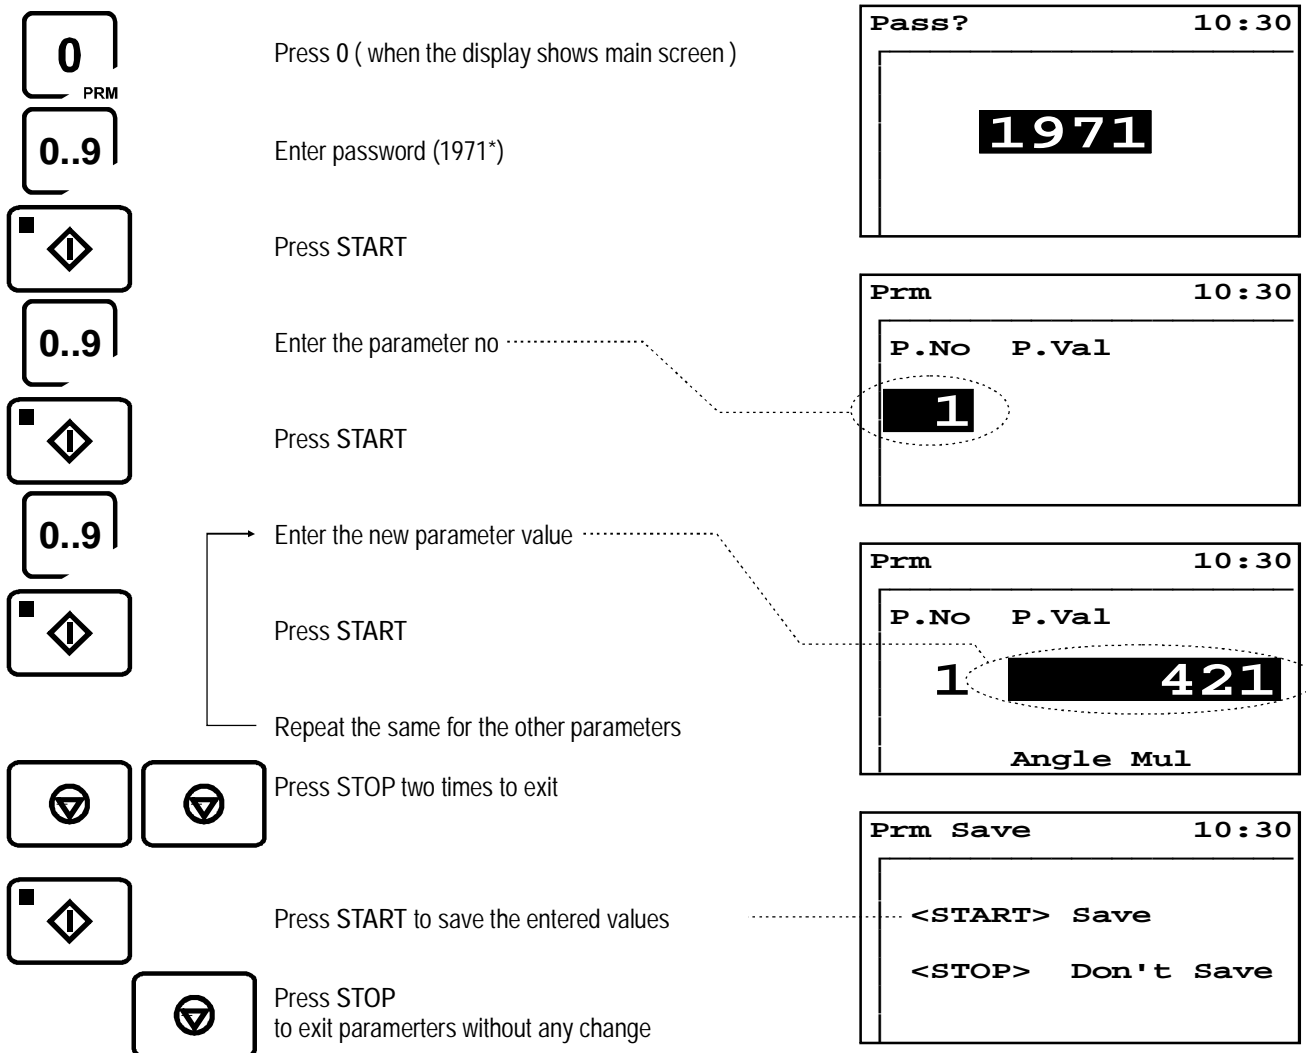 0
PRM
Press 0 ( when the display shows main screen )
0..9
Enter password (1971*)
Press START
0..9
Enter the parameter no
Press START
0..9
Enter the new parameter value
Press START
Repeat the same for the other parameters
Press STOP two times to exit
Press START to save the entered values
Press STOP
to exit paramerters without any change
Pass? 10:30
1971
Prm 10:30
P.No P.Val
1
Prm 10:30
P.No P.Val
1 421
Angle Mul
Prm Save 10:30
<START> Save
<STOP> Don't Save